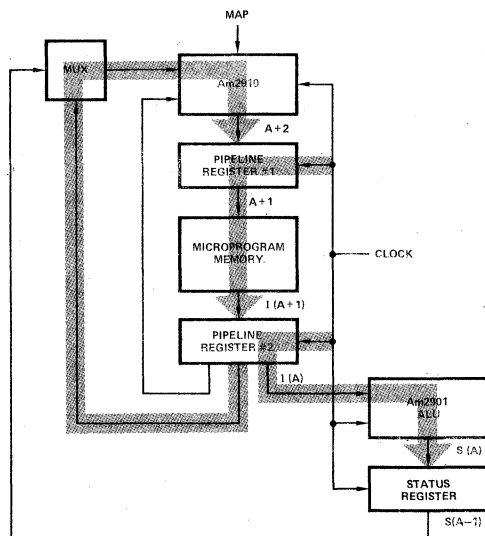 MAP
MUX
Am2910
A+2
PIPELINE
REGISTER #1
A+1
MICROPROGRAM
MEMORY.
CLOCK
I (A+1)
PIPELINE
REGISTER #2
I (A)
Am2901
ALU
S (A)
STATUS
REGISTER
S(A–1)